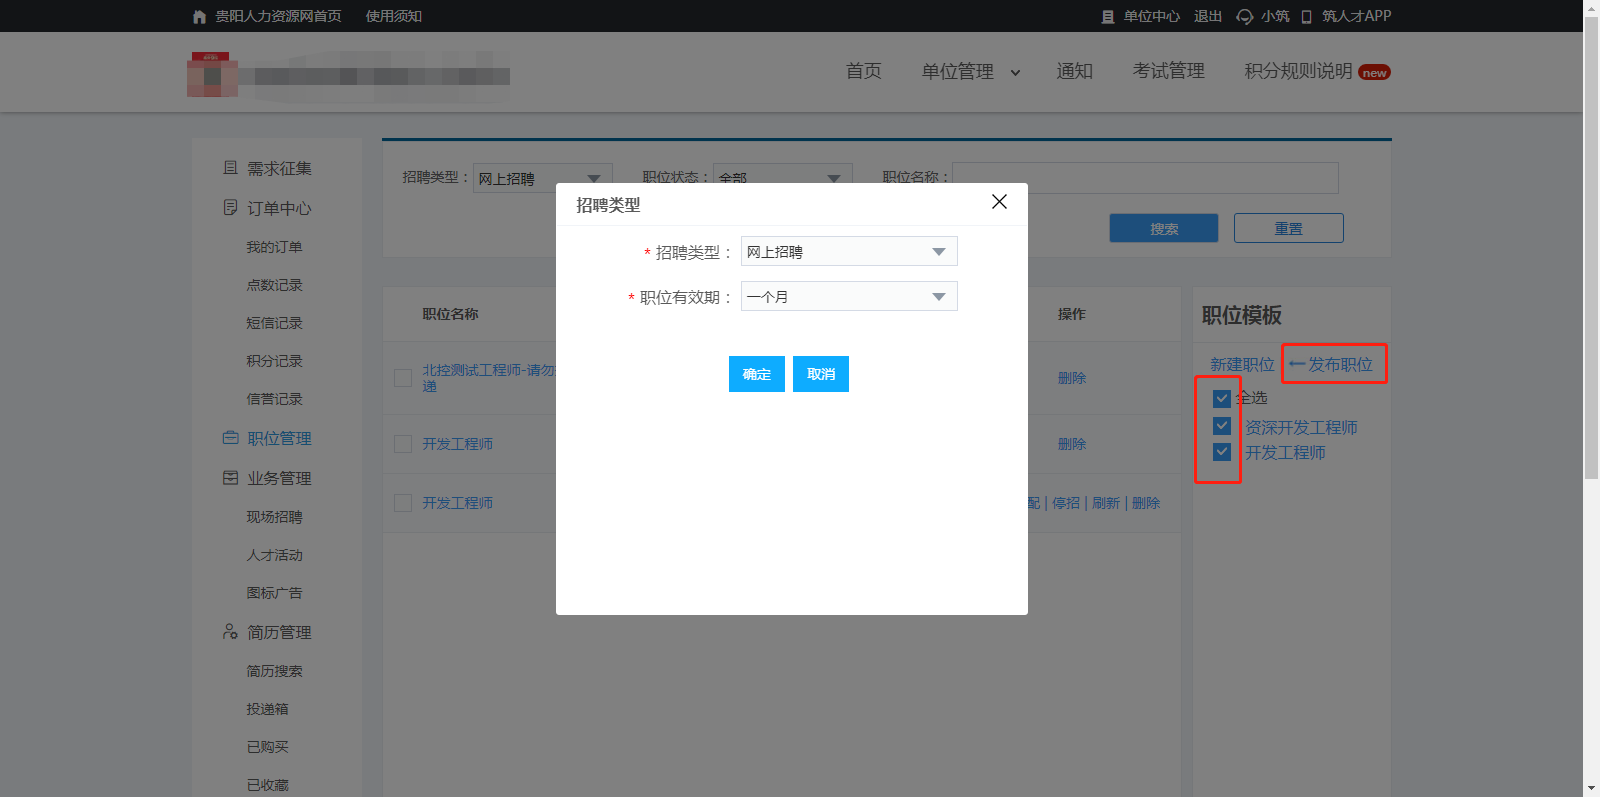 贵阳人力资源网首页 使用须知 单位中心 退出 小筑 筑人才APP
首页 单位管理 通知 考试管理 积分规则说明 new
需求征集
订单中心
我的订单
点数记录
短信记录
积分记录
信誉记录
职位管理
业务管理
现场招聘
人才活动
图标广告
简历管理
简历搜索
投递箱
已购买
已收藏
招聘类型： 网上招聘 职位状态： 全部 职位名称：
搜索 重置
职位名称 操作
北控测试工程师-请勿
递
删除
开发工程师 删除
开发工程师 配 | 停招 | 刷新 | 删除
招聘类型
* 招聘类型： 网上招聘
* 职位有效期： 一个月
确定 取消
职位模板
新建职位 ←发布职位
全选
资深开发工程师
开发工程师